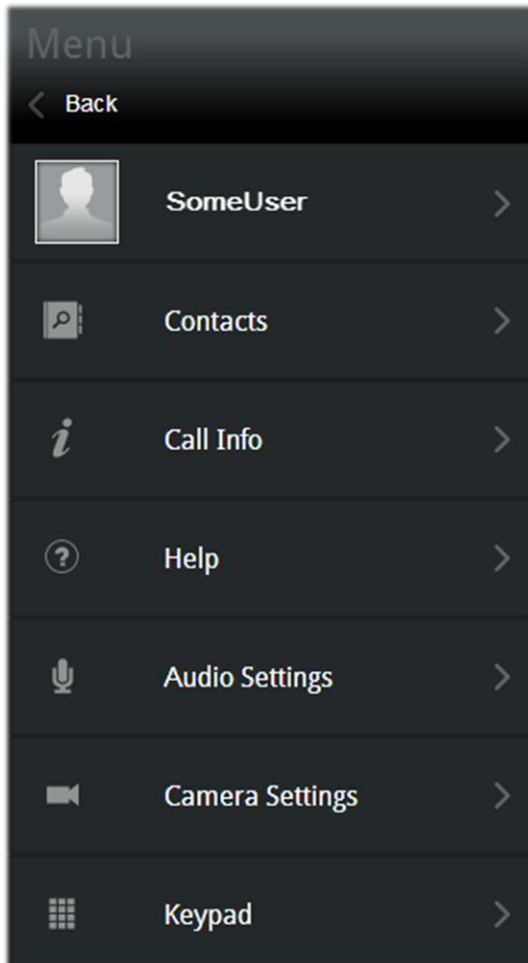 Menu
Back
SomeUser
Contacts
Call Info
Help
Audio Settings
Camera Settings
Keypad